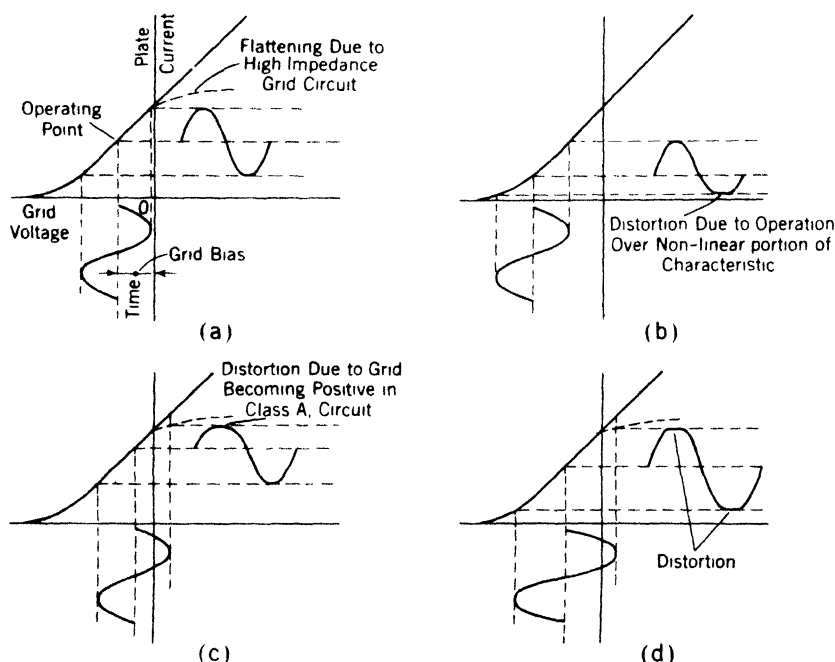 Plate
Current
Flattening Due to
High Impedance
Grid Circuit
Operating
Point
Grid
Voltage
0
Grid Bias
Time
(a)
Distortion Due to Operation
Over Non-linear portion of
Characteristic
(b)
Distortion Due to Grid
Becoming Positive in
Class A, Circuit
(c)
Distortion
(d)